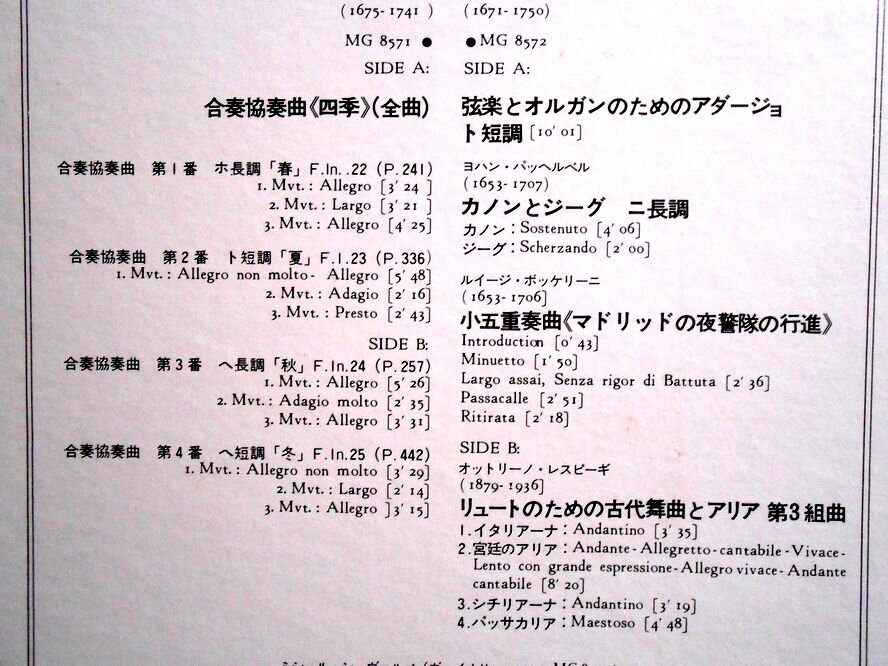 (1675-1741 )
MG 8571 ●
SIDE A:
合奏協奏曲《四季》(全曲)
合奏協奏曲 第1番 ホ長調「春」F.In. .22 (P.241)
1. Mvt.: Allegro [3′ 24 ]
2. Mvt.: Largo [3′ 21 ]
3. Mvt.: Allegro [4′ 25]
合奏協奏曲 第2番 ト短調「夏」F.I.23 (P.336)
1. Mvt.: Allegro non molto- Allegro [5′ 48]
2. Mvt.: Adagio [2′ 16]
3. Mvt.: Presto [2′ 43]
SIDE B:
合奏協奏曲 第3番 ヘ長調「秋」F.In.24 (P.257)
1. Mvt.: Allegro [5′ 26]
2. Mvt.: Adagio molto [2′ 35]
3. Mvt.: Allegro [3′ 31]
合奏協奏曲 第4番 ヘ短調「冬」F.In.25 (P.442)
1. Mvt.: Allegro non molto [3′ 29]
2. Mvt.: Largo [2′ 14]
3. Mvt.: Allegro ]3′ 15]
(1671-1750)
●MG 8572
SIDE A:
弦楽とオルガンのためのアダージョ
ト短調 [10′ 01]
ヨハン・パッヘルベル
(1653-1707)
カノンとジーグ ニ長調
カノン：Sostenuto [4′ 06]
ジーグ：Scherzando [2′ 00]
ルイージ・ボッケリーニ
(1653-1706]
小五重奏曲《マドリッドの夜警隊の行進》
Introduction [0′ 43]
Minuetto [1′ 50]
Largo assai, Senza rigor di Battuta [2′ 36]
Passacalle [2′ 51]
Ritirata [2′ 18]
SIDE B:
オットリーノ・レスピーギ
(1879-1936]
リュートのための古代舞曲とアリア 第3組曲
1.イタリアーナ：Andantino [3′ 35]
2.宮廷のアリア：Andante-Allegretto-cantabile-Vivace-
Lento con grande espressione-Allegro vivace-Andante
cantabile [8′ 20]
3.シチリアーナ：Andantino [3′ 19]
4.パッサカリア：Maestoso [4′ 48]